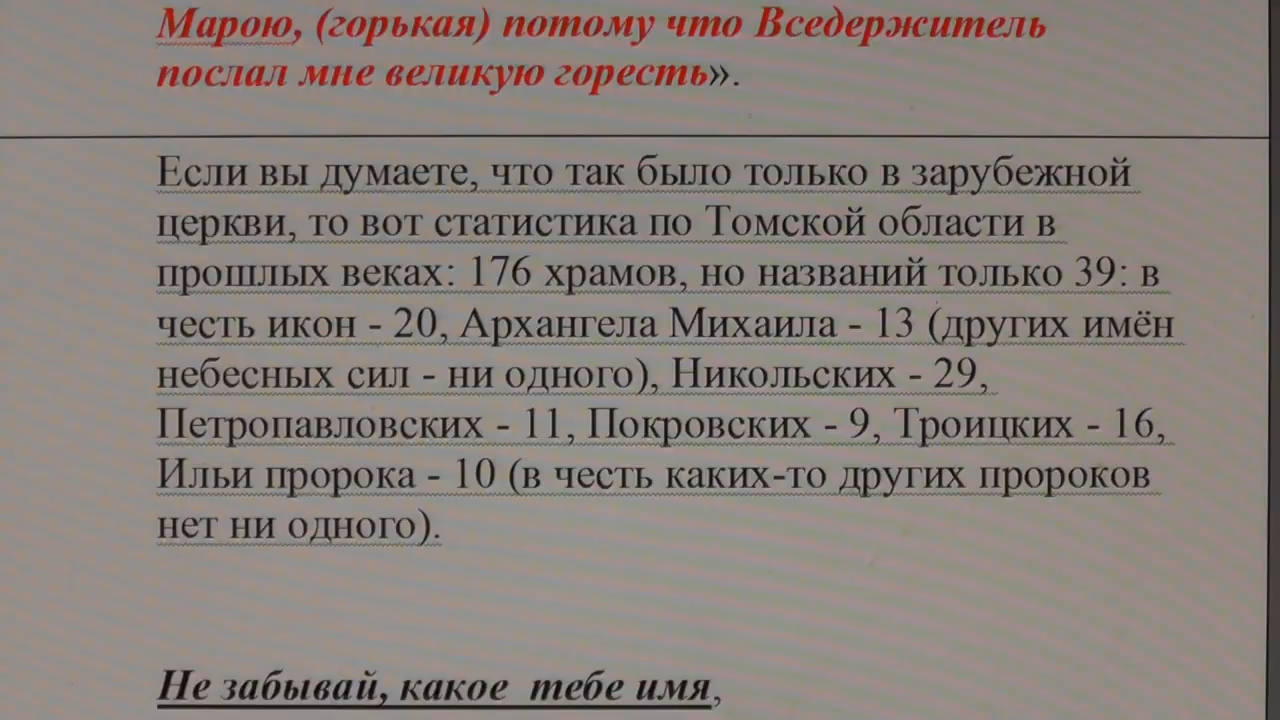 Марою, (горькая) потому что Вседержитель
послал мне великую горесть».
Если вы думаете, что так было только в зарубежной
церкви, то вот статистика по Томской области в
прошлых веках: 176 храмов, но названий только 39: в
честь икон - 20, Архангела Михаила - 13 (других имён
небесных сил - ни одного), Никольских - 29,
Петропавловских - 11, Покровских - 9, Троицких - 16,
Ильи пророка - 10 (в честь каких-то других пророков
нет ни одного).
Не забывай, какое  тебе имя,